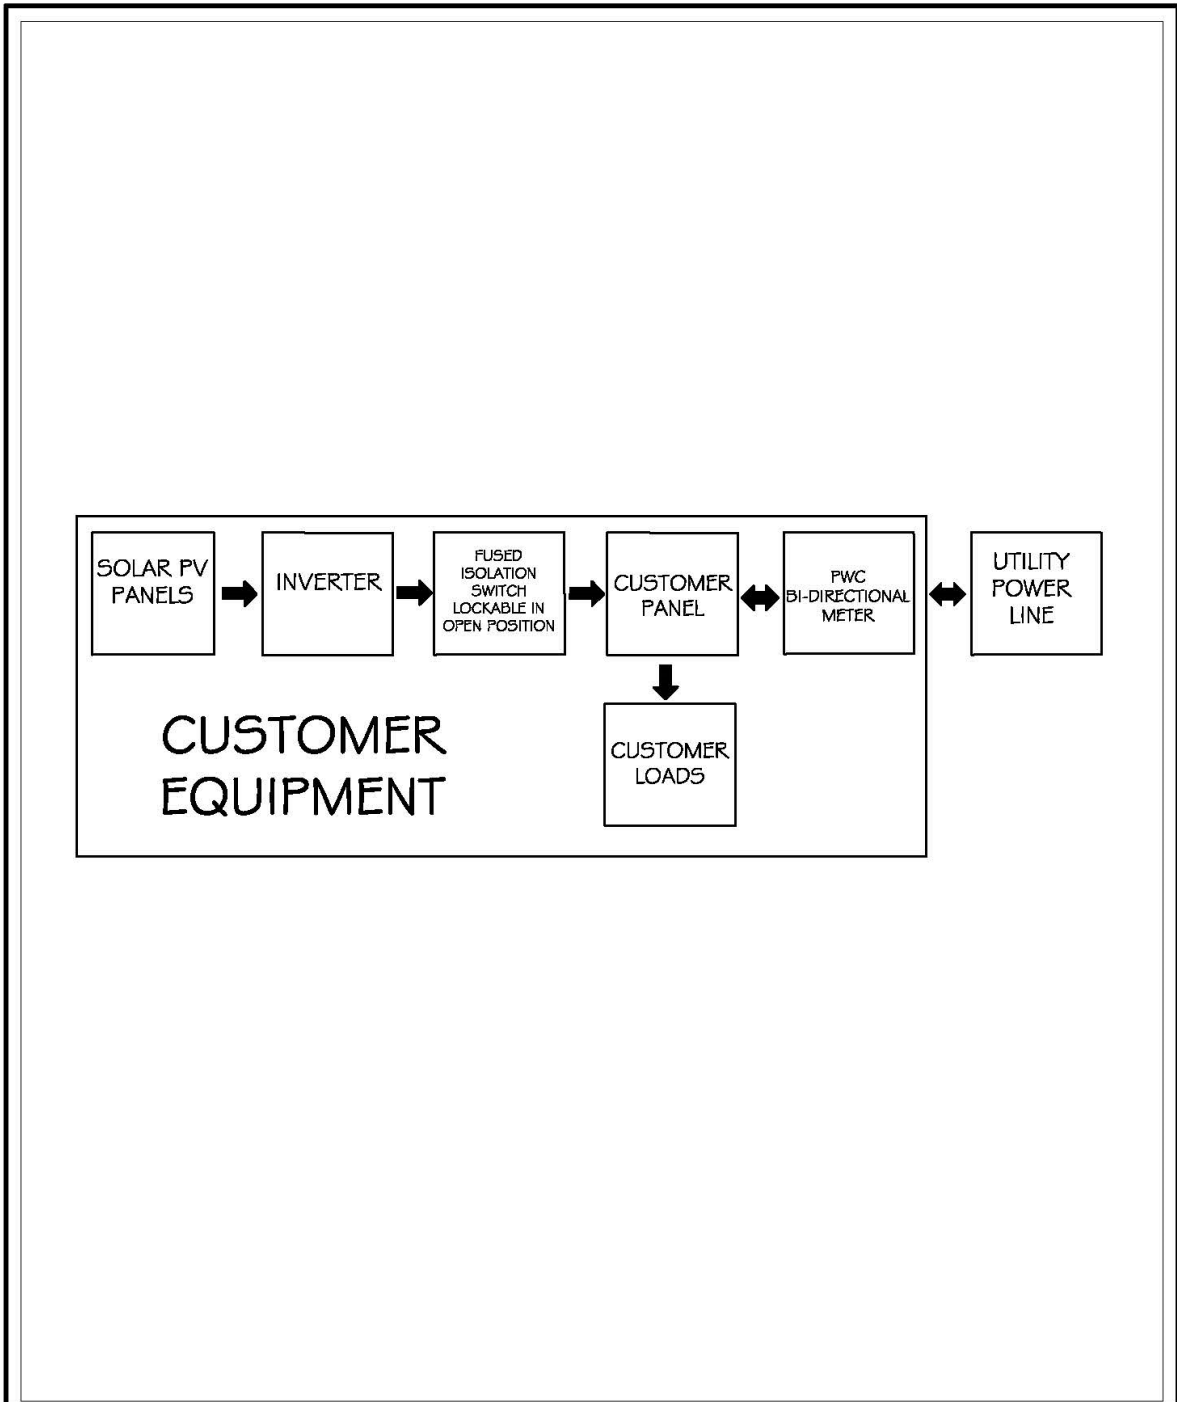 SOLAR PV
PANELS
INVERTER
FUSED
ISOLATION
SWITCH
LOCKABLE IN
OPEN POSITION
CUSTOMER
PANEL
PWC
BI-DIRECTIONAL
METER
UTILITY
POWER
LINE
CUSTOMER
LOADS
CUSTOMER
EQUIPMENT